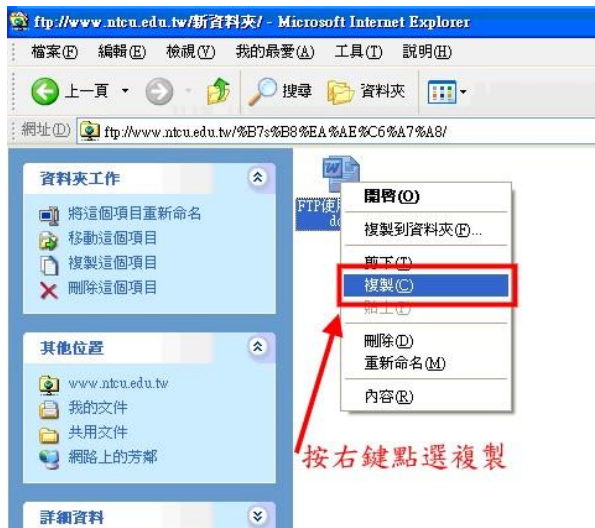 ftp://www.ntcu.edu.tw/新資料夾/ - Microsoft Internet Explorer
檔案(F) 編輯(E) 檢視(V) 我的最愛(A) 工具(T) 說明(H)
上一頁 搜尋 資料夾
網址(D) ftp://www.ntcu.edu.tw/%B7s%B8%EA%AE%C6%A7%A8/
資料夾工作
將這個項目重新命名
移動這個項目
複製這個項目
刪除這個項目
其他位置
www.ntcu.edu.tw
我的文件
共用文件
網路上的芳鄰
詳細資料
FTP使
開啓(O)
複製到資料夾(F)...
剪下(T)
複製(C)
貼上(P)
刪除(D)
重新命名(M)
內容(R)
按右鍵點選複製